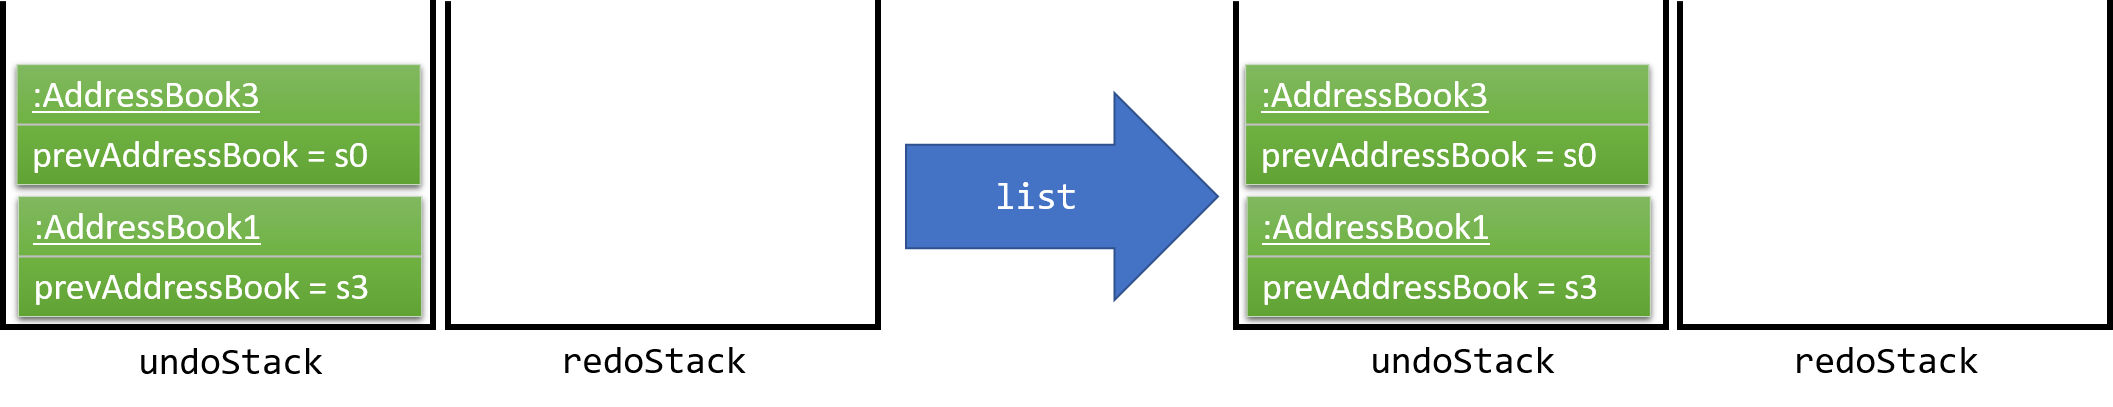 :AddressBook3
prevAddressBook = s0
:AddressBook1
prevAddressBook = s3
undoStack
redoStack
list
:AddressBook3
prevAddressBook = s0
:AddressBook1
prevAddressBook = s3
undoStack
redoStack